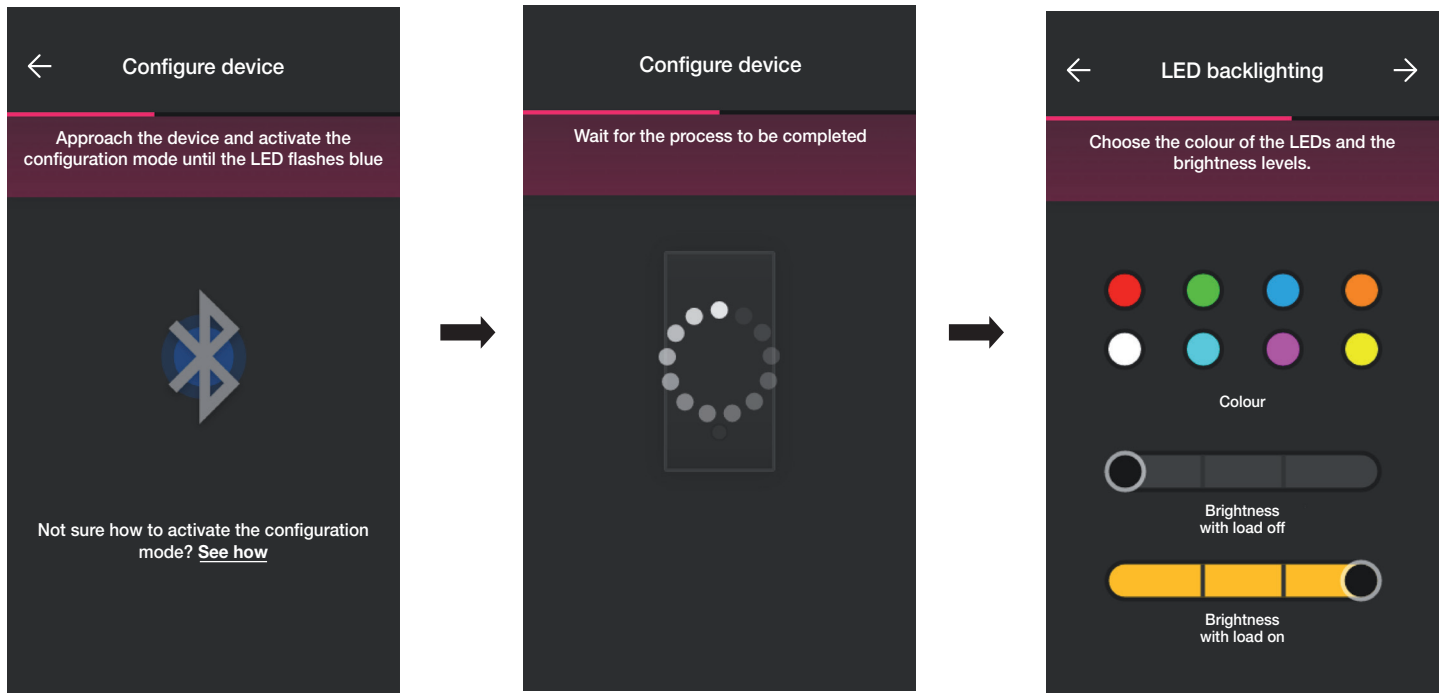 Configure device
Approach the device and activate the
configuration mode until the LED flashes blue
Not sure how to activate the configuration
mode? See how
Configure device
Wait for the process to be completed
LED backlighting
Choose the colour of the LEDs and the
brightness levels.
Colour
Brightness
with load off
Brightness
with load on